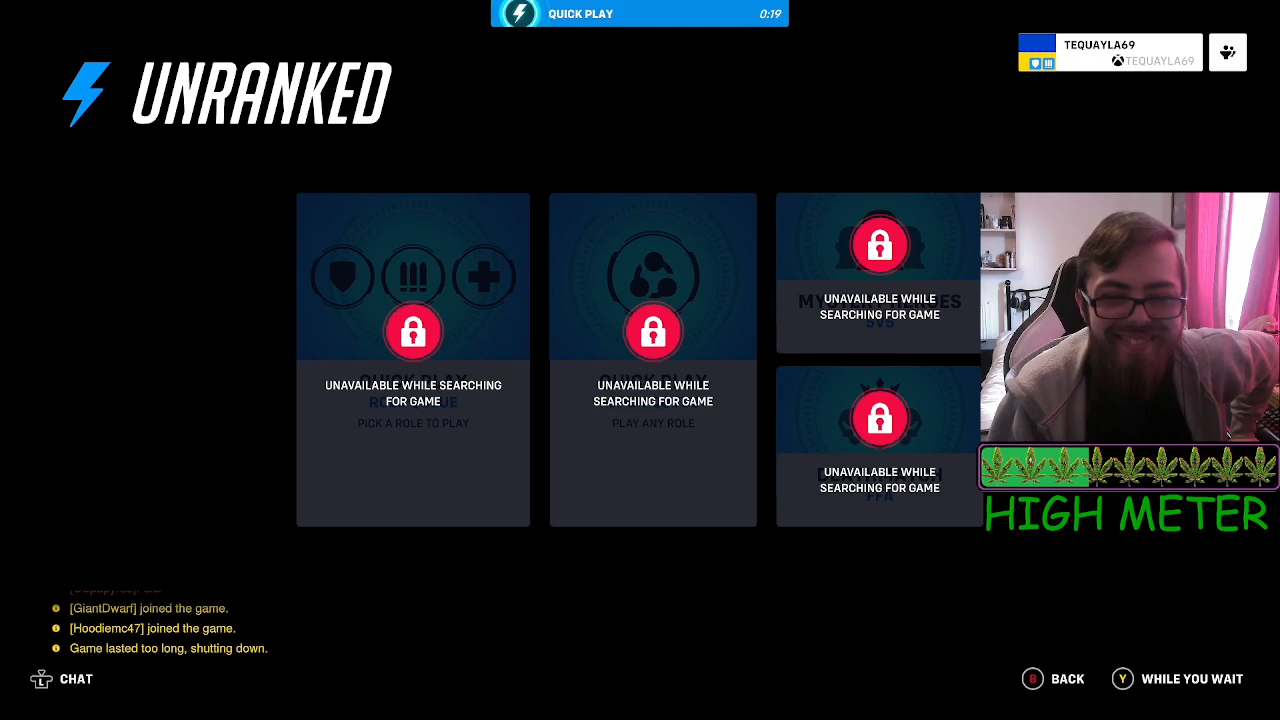 QUICK PLAY
0:19
UNRANKED
TEQUAYLA69
TEQUAYLA69
UNAVAILABLE WHILE SEARCHING
FOR GAME
PICK A ROLE TO PLAY
UNAVAILABLE WHILE
SEARCHING FOR GAME
PLAY ANY ROLE
UNAVAILABLE WHILE
SEARCHING FOR GAME
5V5
UNAVAILABLE WHILE
SEARCHING FOR GAME
FFA
HIGH METER
[GiantDwarf] joined the game.
[Hoodiemc47] joined the game.
Game lasted too long, shutting down.
L
CHAT
B
BACK
Y
WHILE YOU WAIT